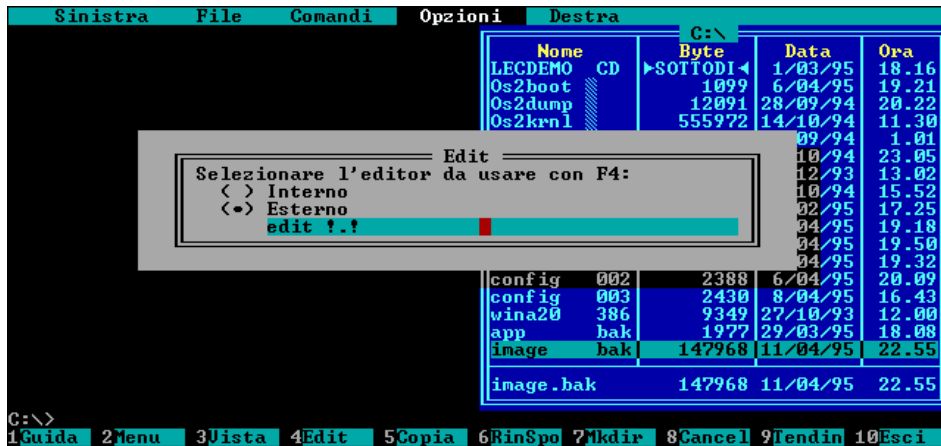 Sinistra File Comandi Opzioni Destra
C:\
Nome Byte Data Ora
LECDEMO CD ►SOTTODI◄ 1/03/95 18.16
Os2boot 1099 6/04/95 19.21
Os2dump 12091 28/09/94 20.22
Os2krnl 555972 14/10/94 11.30
09/94 1.01
10/94 23.05
12/93 13.02
10/94 15.52
02/95 17.25
04/95 19.18
04/95 19.50
04/95 19.32
Edit
Selezionare l'editor da usare con F4:
( ) Interno
(•) Esterno
edit !.!
config 002 2388 6/04/95 20.09
config 003 2430 8/04/95 16.43
wina20 386 9349 27/10/93 12.00
app bak 1977 29/03/95 18.08
image bak 147968 11/04/95 22.55
image.bak 147968 11/04/95 22.55
C:\>
1Guida 2Menu 3Vista 4Edit 5Copia 6RinSpo 7Mkdir 8Cancel 9Tendin 10Esci